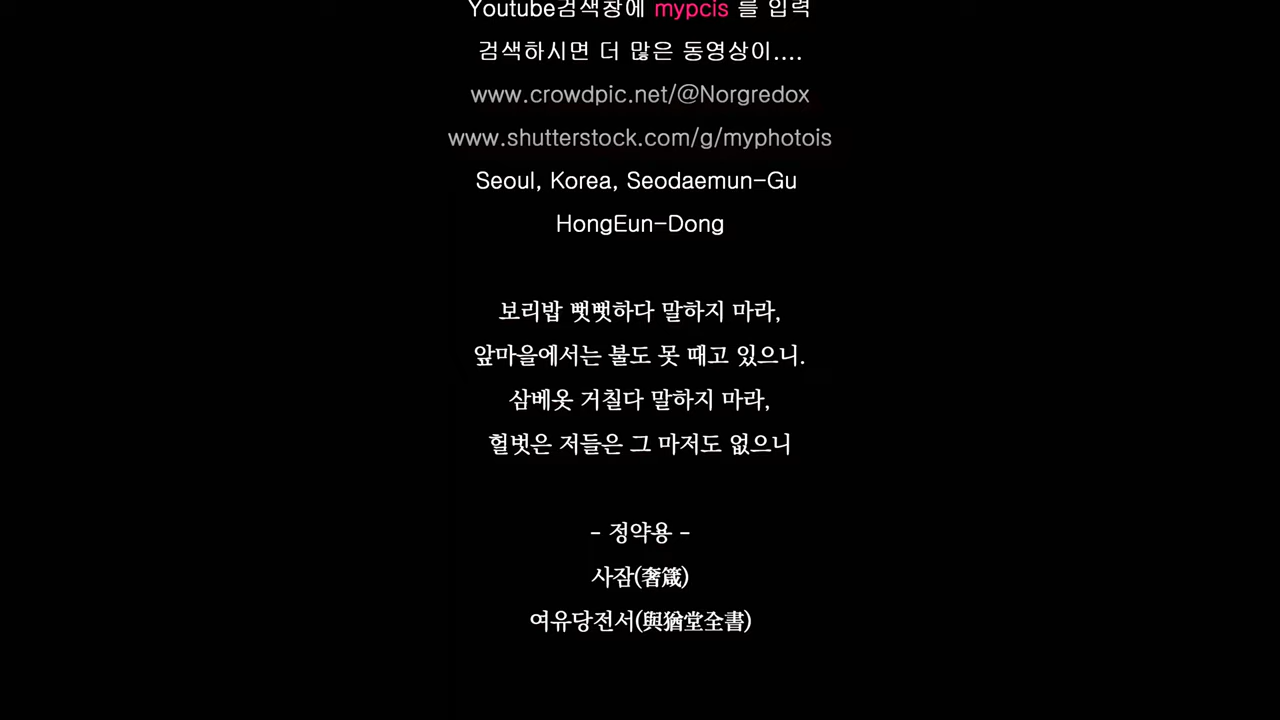 Youtube검색창에 mypcis 를 입력
검색하시면 더 많은 동영상이....
www.crowdpic.net/@Norgredox
www.shutterstock.com/g/myphotois
Seoul, Korea, Seodaemun-Gu
HongEun-Dong
보리밥 뻣뻣하다 말하지 마라,
앞마을에서는 불도 못 때고 있으니.
삼베옷 거칠다 말하지 마라,
헐벗은 저들은 그 마저도 없으니
- 정약용 -
사잠(奢箴)
여유당전서(與猶堂全書)